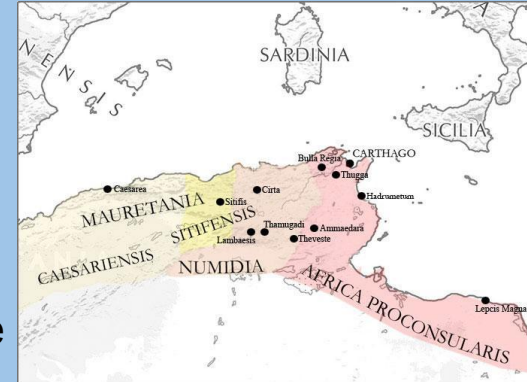 NENSIS
A
SARDINIA
SICILIA
Bulla Regia
CARTHAGO
Thugga
Caesarea
Cirta
Hadrumetum
MAURETANIA
Sitifis
SITIFENSIS
Thamugadi
Ammaedara
Lambaesis
Theveste
CAESARIENSIS
NUMIDIA
AFRICA PROCONSULARIS
Lepcis Magna
e